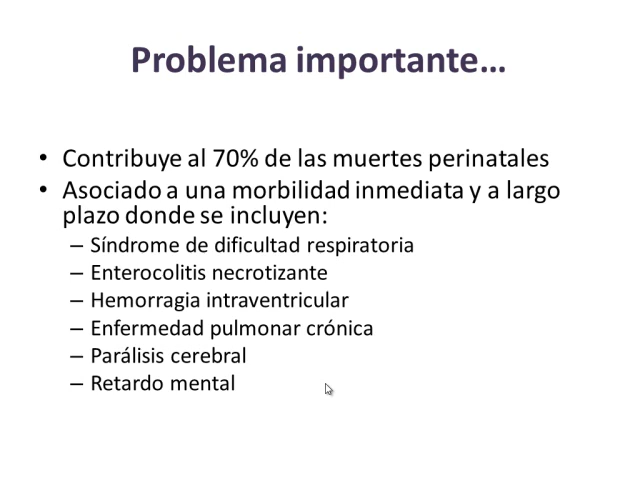 Problema importante…
• Contribuye al 70% de las muertes perinatales
• Asociado a una morbilidad inmediata y a largo
plazo donde se incluyen:
– Síndrome de dificultad respiratoria
– Enterocolitis necrotizante
– Hemorragia intraventricular
– Enfermedad pulmonar crónica
– Parálisis cerebral
– Retardo mental